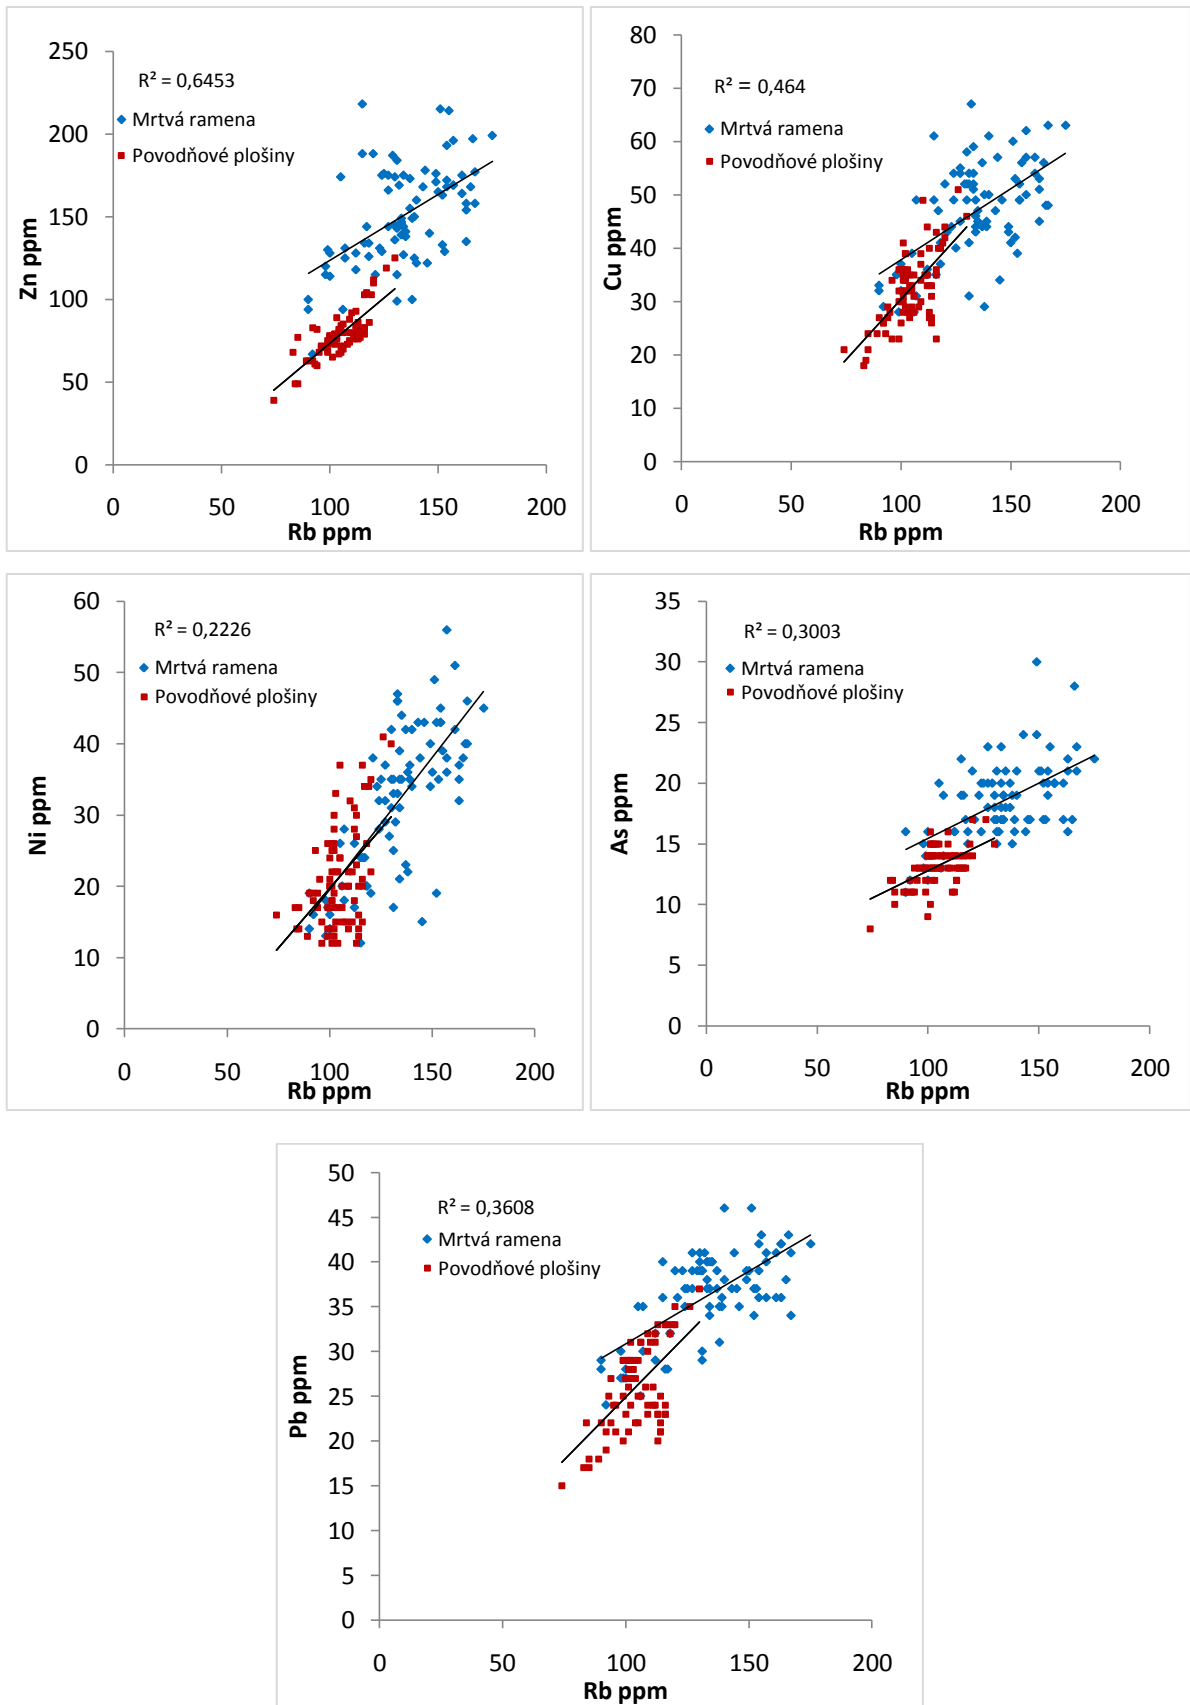 250
200
150
100
50
0
Zn ppm
R² = 0,6453
Mrtvá ramena
Povodňové plošiny
0 50 100 150 200
Rb ppm
80
70
60
50
40
30
20
10
0
Cu ppm
R² = 0,464
Mrtvá ramena
Povodňové plošiny
0 50 100 150 200
Rb ppm
60
50
40
30
20
10
0
Ni ppm
R² = 0,2226
Mrtvá ramena
Povodňové plošiny
0 50 100 150 200
Rb ppm
35
30
25
20
15
10
5
0
As ppm
R² = 0,3003
Mrtvá ramena
Povodňové plošiny
0 50 100 150 200
Rb ppm
50
45
40
35
30
25
20
15
10
5
0
Pb ppm
R² = 0,3608
Mrtvá ramena
Povodňové plošiny
0 50 100 150 200
Rb ppm